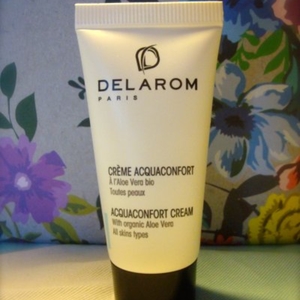 DELAROM
PARIS
CRÈME ACQUACONFORT
À l'Aloe Vera bio
Toutes peaux
ACQUACONFORT CREAM
With organic Aloe Vera
All skins types